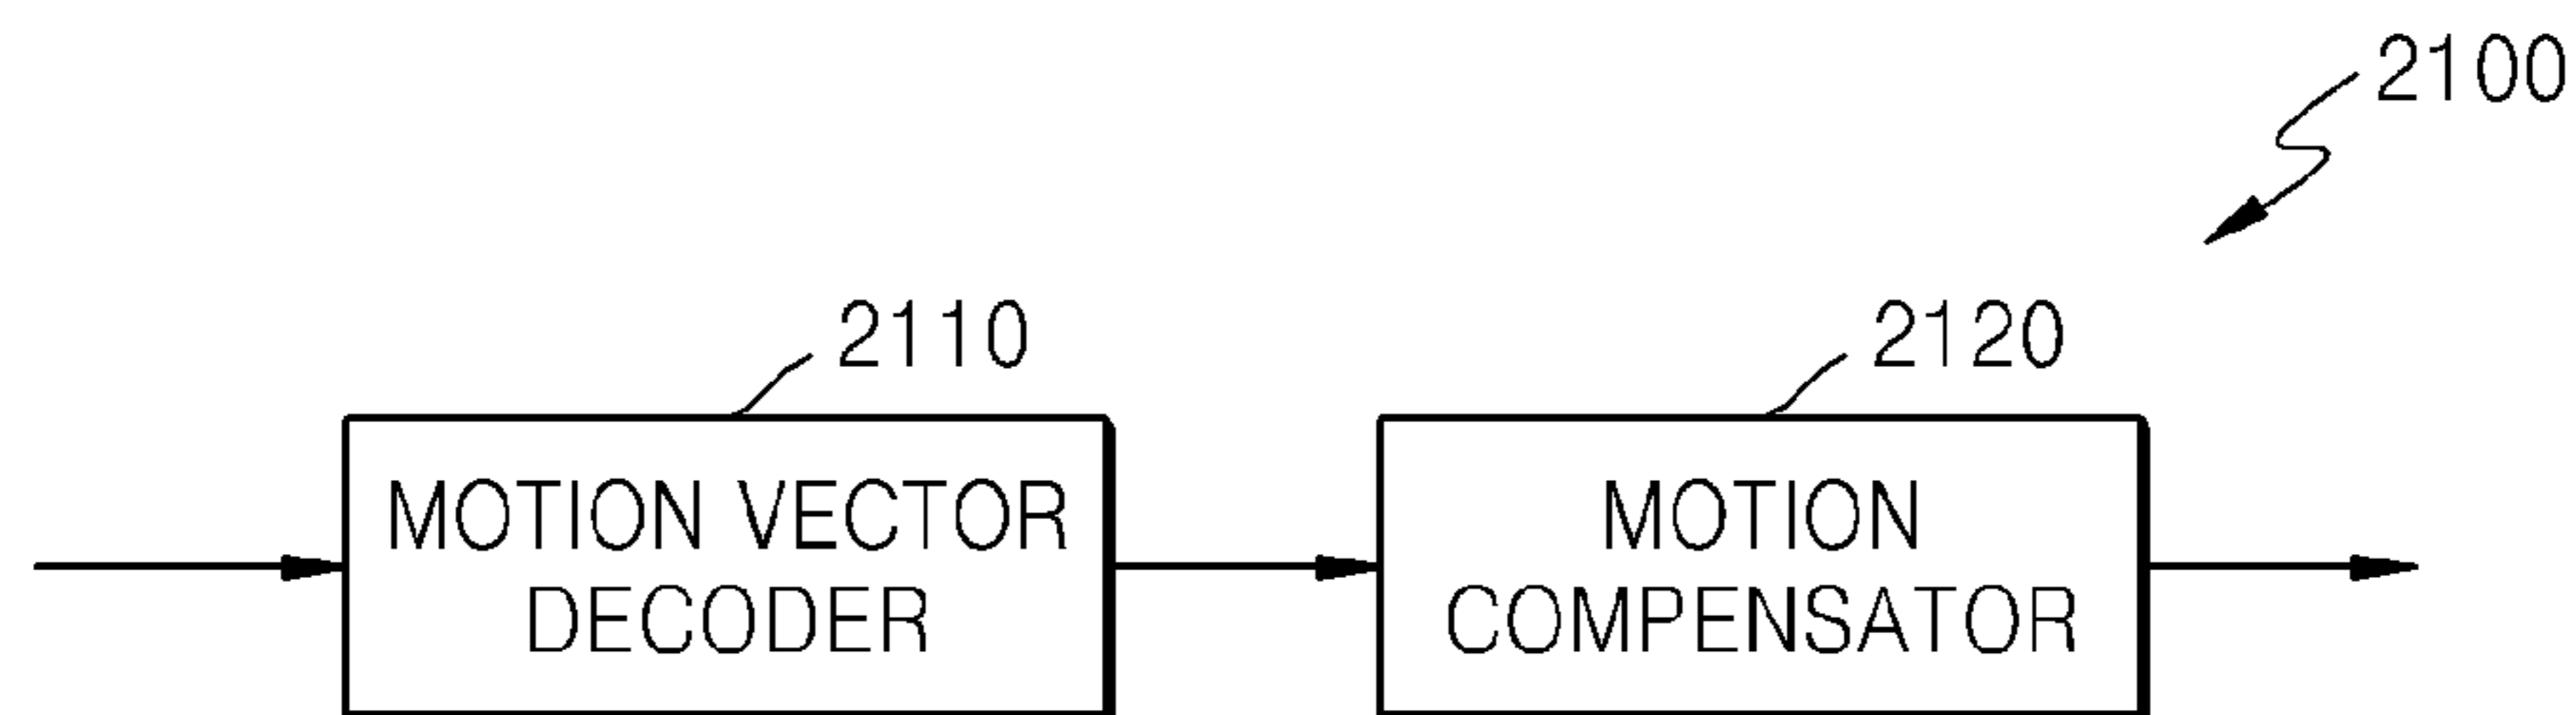 2100
2110
2120
MOTION VECTOR
DECODER
MOTION
COMPENSATOR